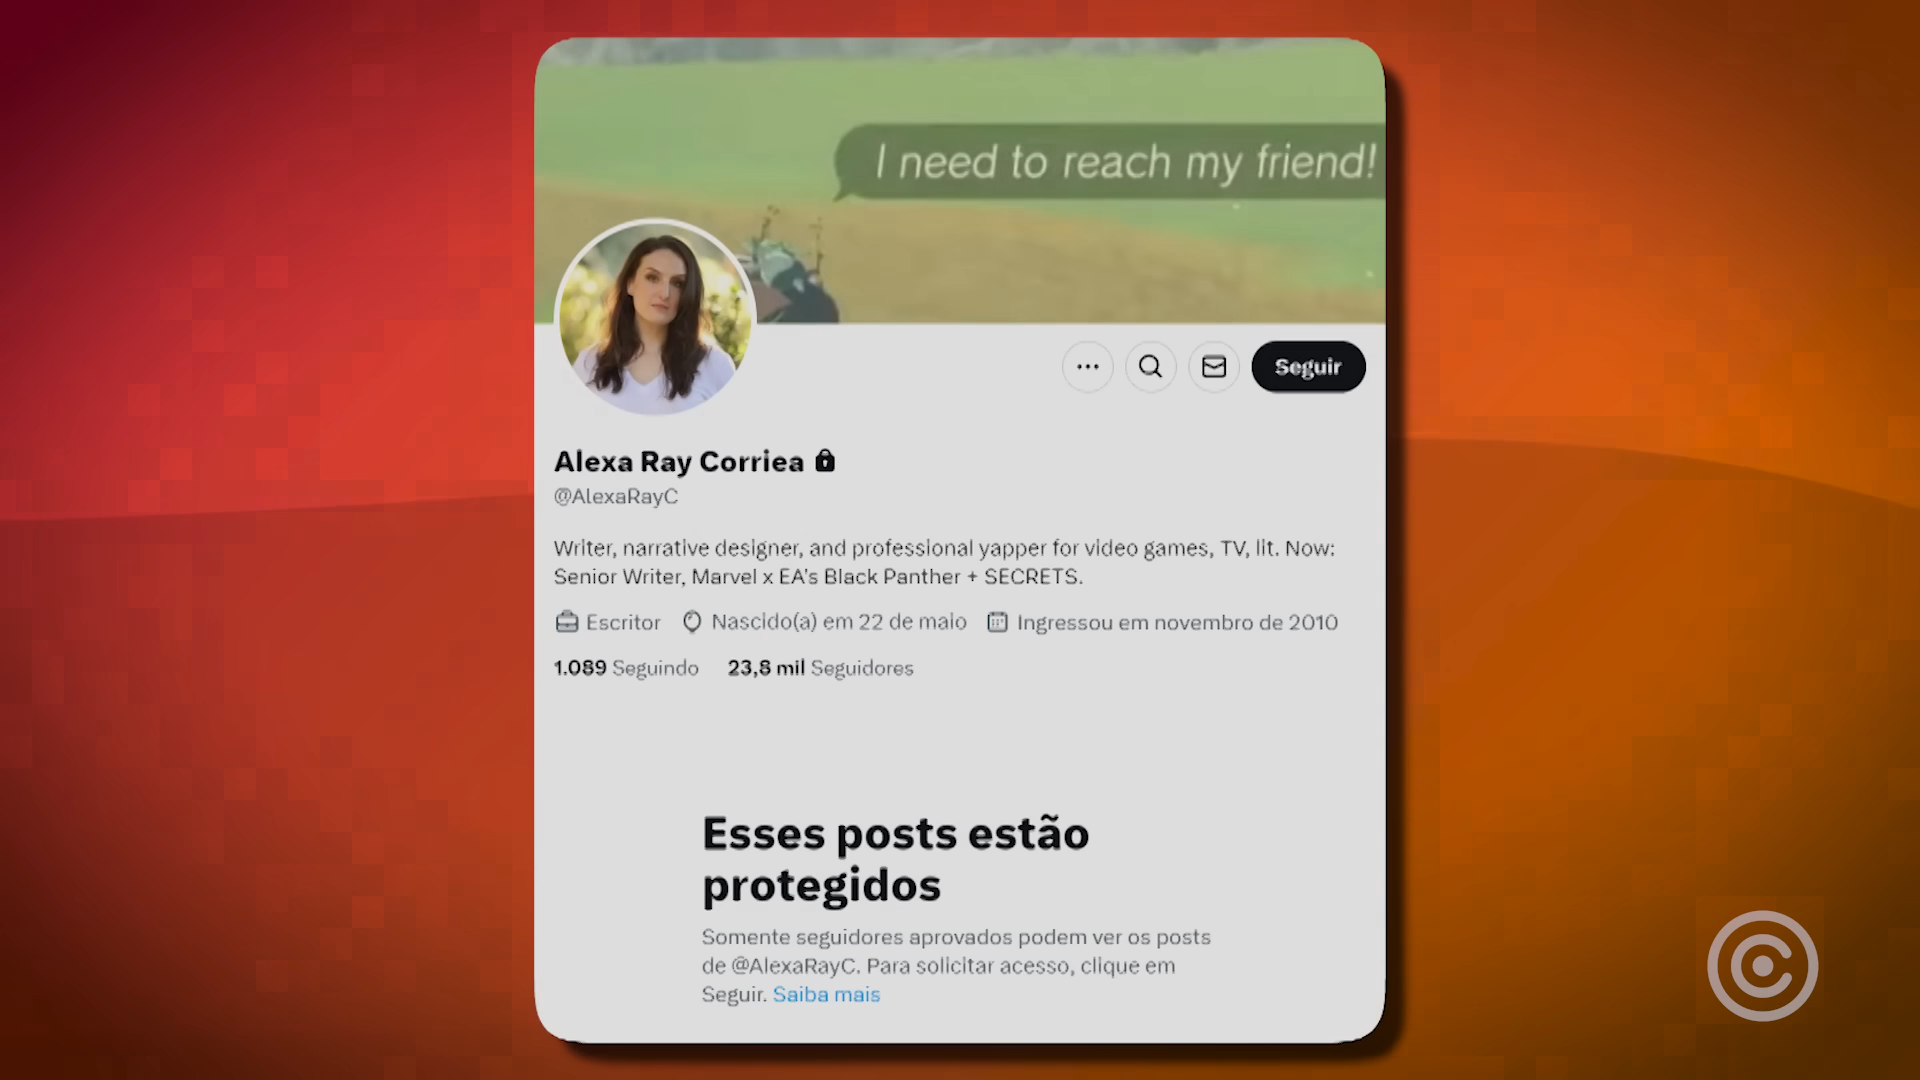 I need to reach my friend!
Seguir
Alexa Ray Corriea
@AlexaRayC
Writer, narrative designer, and professional yapper for video games, TV, lit. Now:
Senior Writer, Marvel x EA's Black Panther + SECRETS.
Escritor Nascido(a) em 22 de maio Ingressou em novembro de 2010
1.089 Seguindo 23,8 mil Seguidores
Esses posts estão
protegidos
Somente seguidores aprovados podem ver os posts
de @AlexaRayC. Para solicitar acesso, clique em
Seguir. Saiba mais